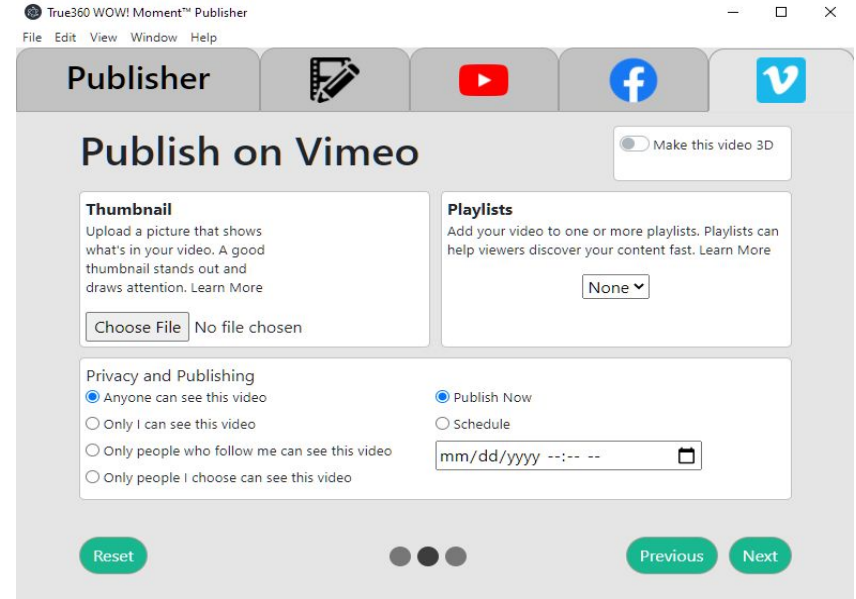 True360 WOW! Moment™ Publisher
File Edit View Window Help
Publisher
Publish on Vimeo
Make this video 3D
Thumbnail
Upload a picture that shows
what's in your video. A good
thumbnail stands out and
draws attention. Learn More
Choose File No file chosen
Playlists
Add your video to one or more playlists. Playlists can
help viewers discover your content fast. Learn More
None
Privacy and Publishing
Anyone can see this video
Only I can see this video
Only people who follow me can see this video
Only people I choose can see this video
Publish Now
Schedule
mm/dd/yyyy --:-- --
Reset
Previous
Next